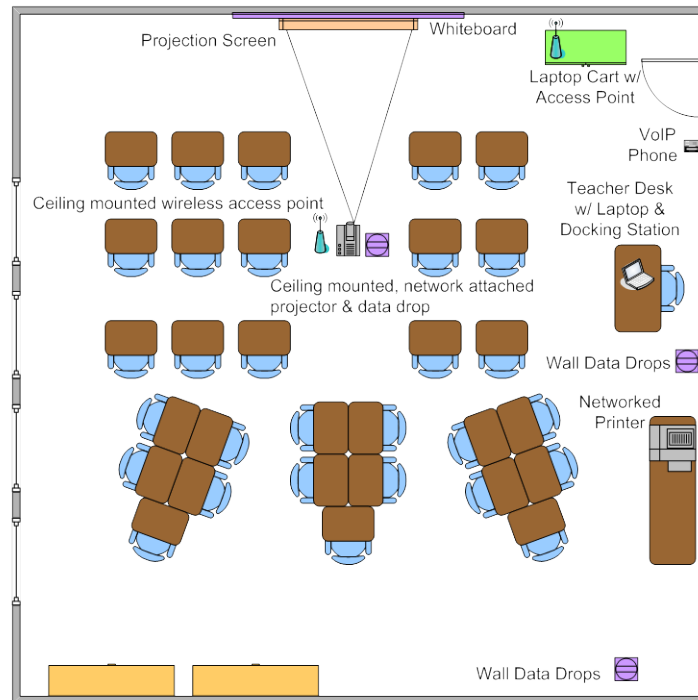 Projection Screen
Whiteboard
Laptop Cart w/
Access Point
VoIP
Phone
Ceiling mounted wireless access point
Teacher Desk
w/ Laptop &
Docking Station
Ceiling mounted, network attached
projector & data drop
Wall Data Drops
Networked
Printer
Wall Data Drops